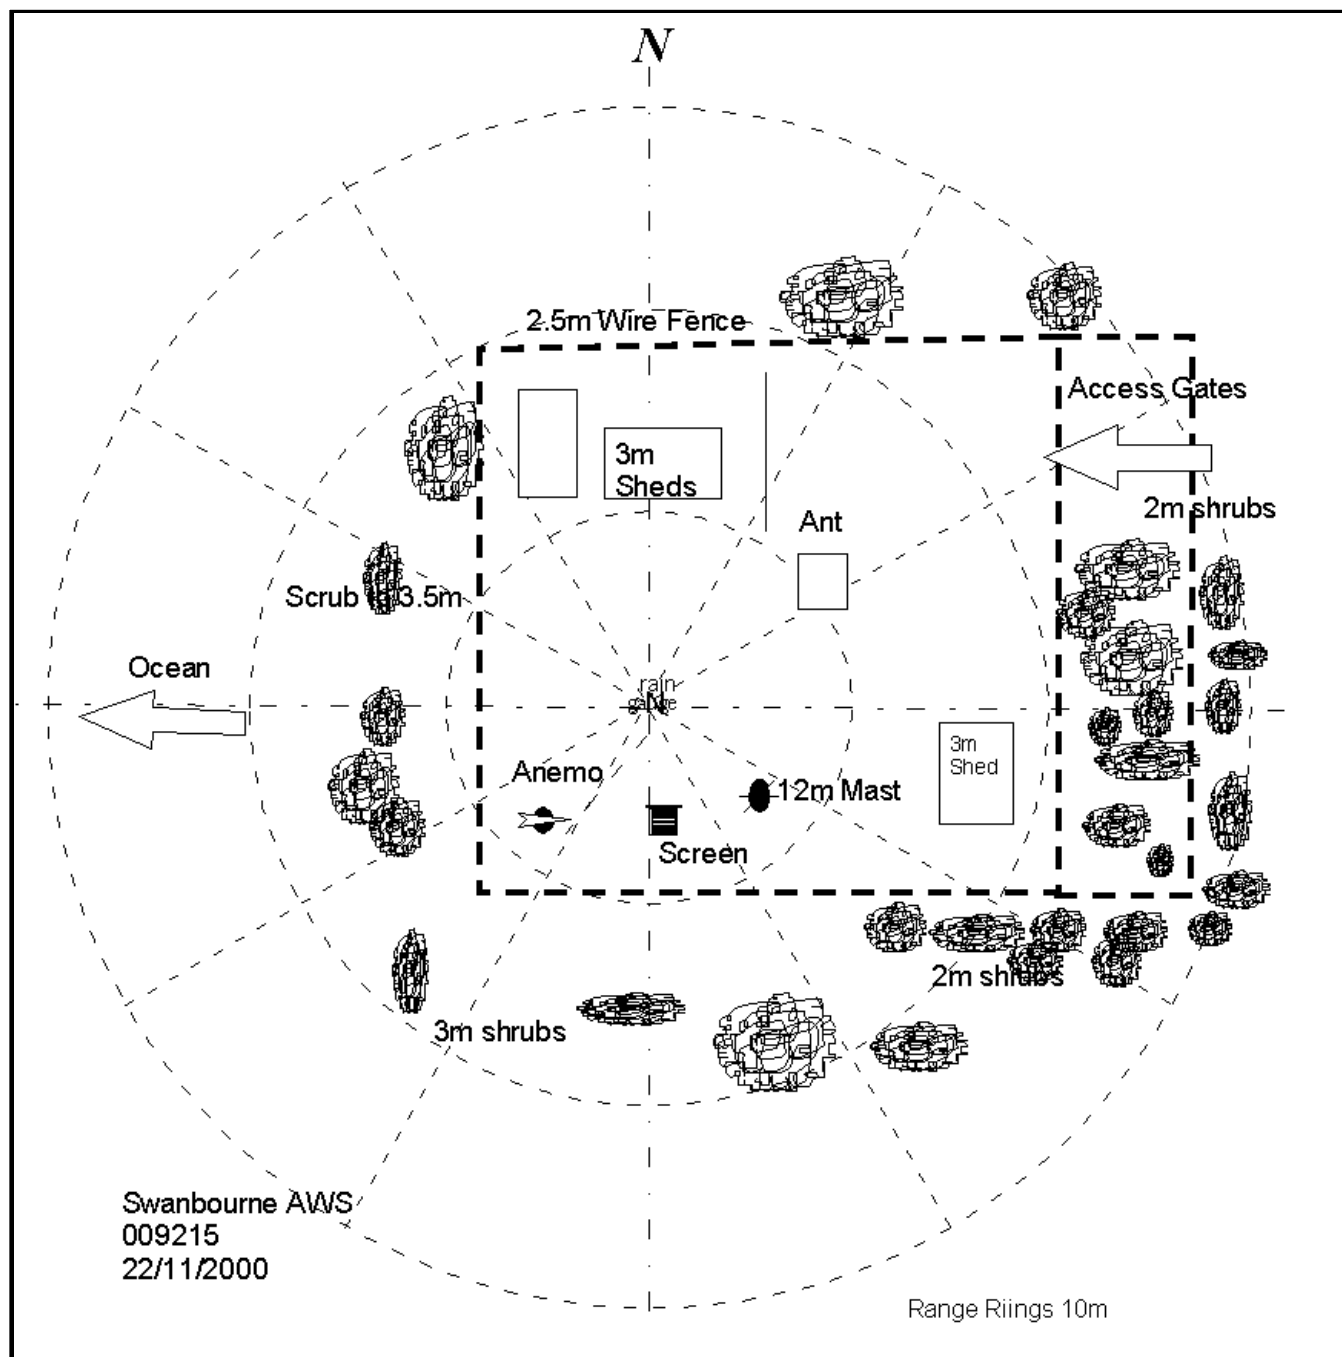 N
2.5m Wire Fence
Access Gates
3m
Sheds
2m shrubs
Ant
Scrub to 3.5m
Ocean
rain
gauge
3m
Shed
Anemo
12m Mast
Screen
2m shrubs
3m shrubs
Swanbourne AWS
009215
22/11/2000
Range Riings 10m